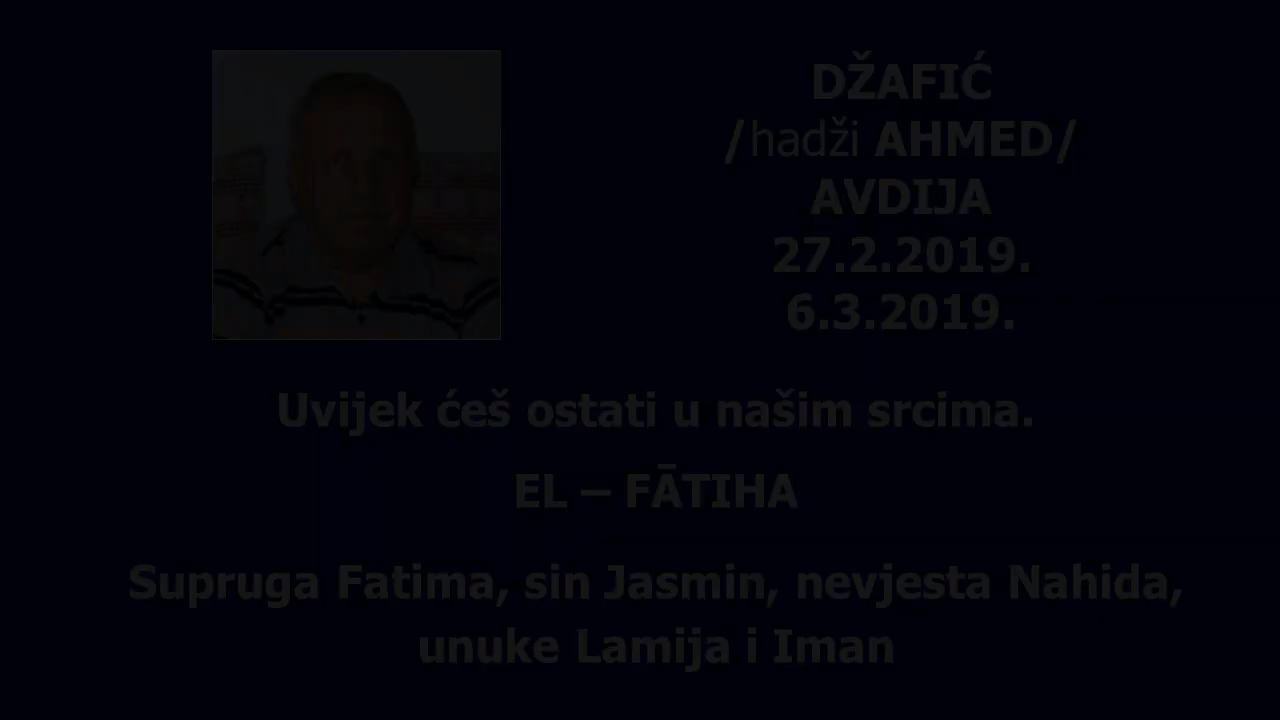 DŽAFIĆ
/hadži AHMED/
AVDIJA
27.2.2019.
6.3.2019.
Uvijek ćeš ostati u našim srcima.
EL – FĀTIHA
Supruga Fatima, sin Jasmin, nevjesta Nahida,
unuke Lamija i Iman